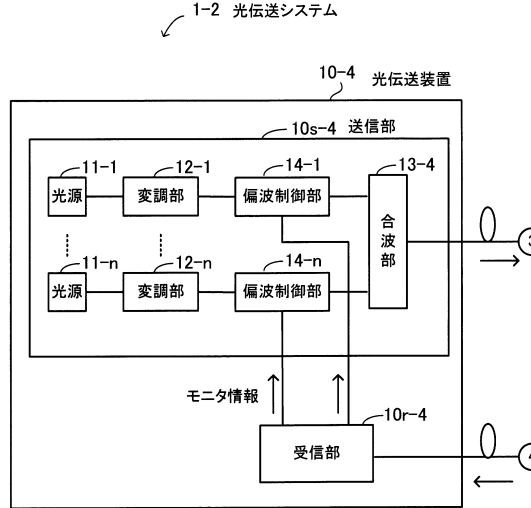 1-2 光伝送システム
10-4 光伝送装置
10s-4 送信部
11-1 12-1 14-1 13-4
光源 変調部 偏波制御部 合波部
11-n 12-n 14-n
光源 変調部 偏波制御部
3
モニタ情報
10r-4
受信部